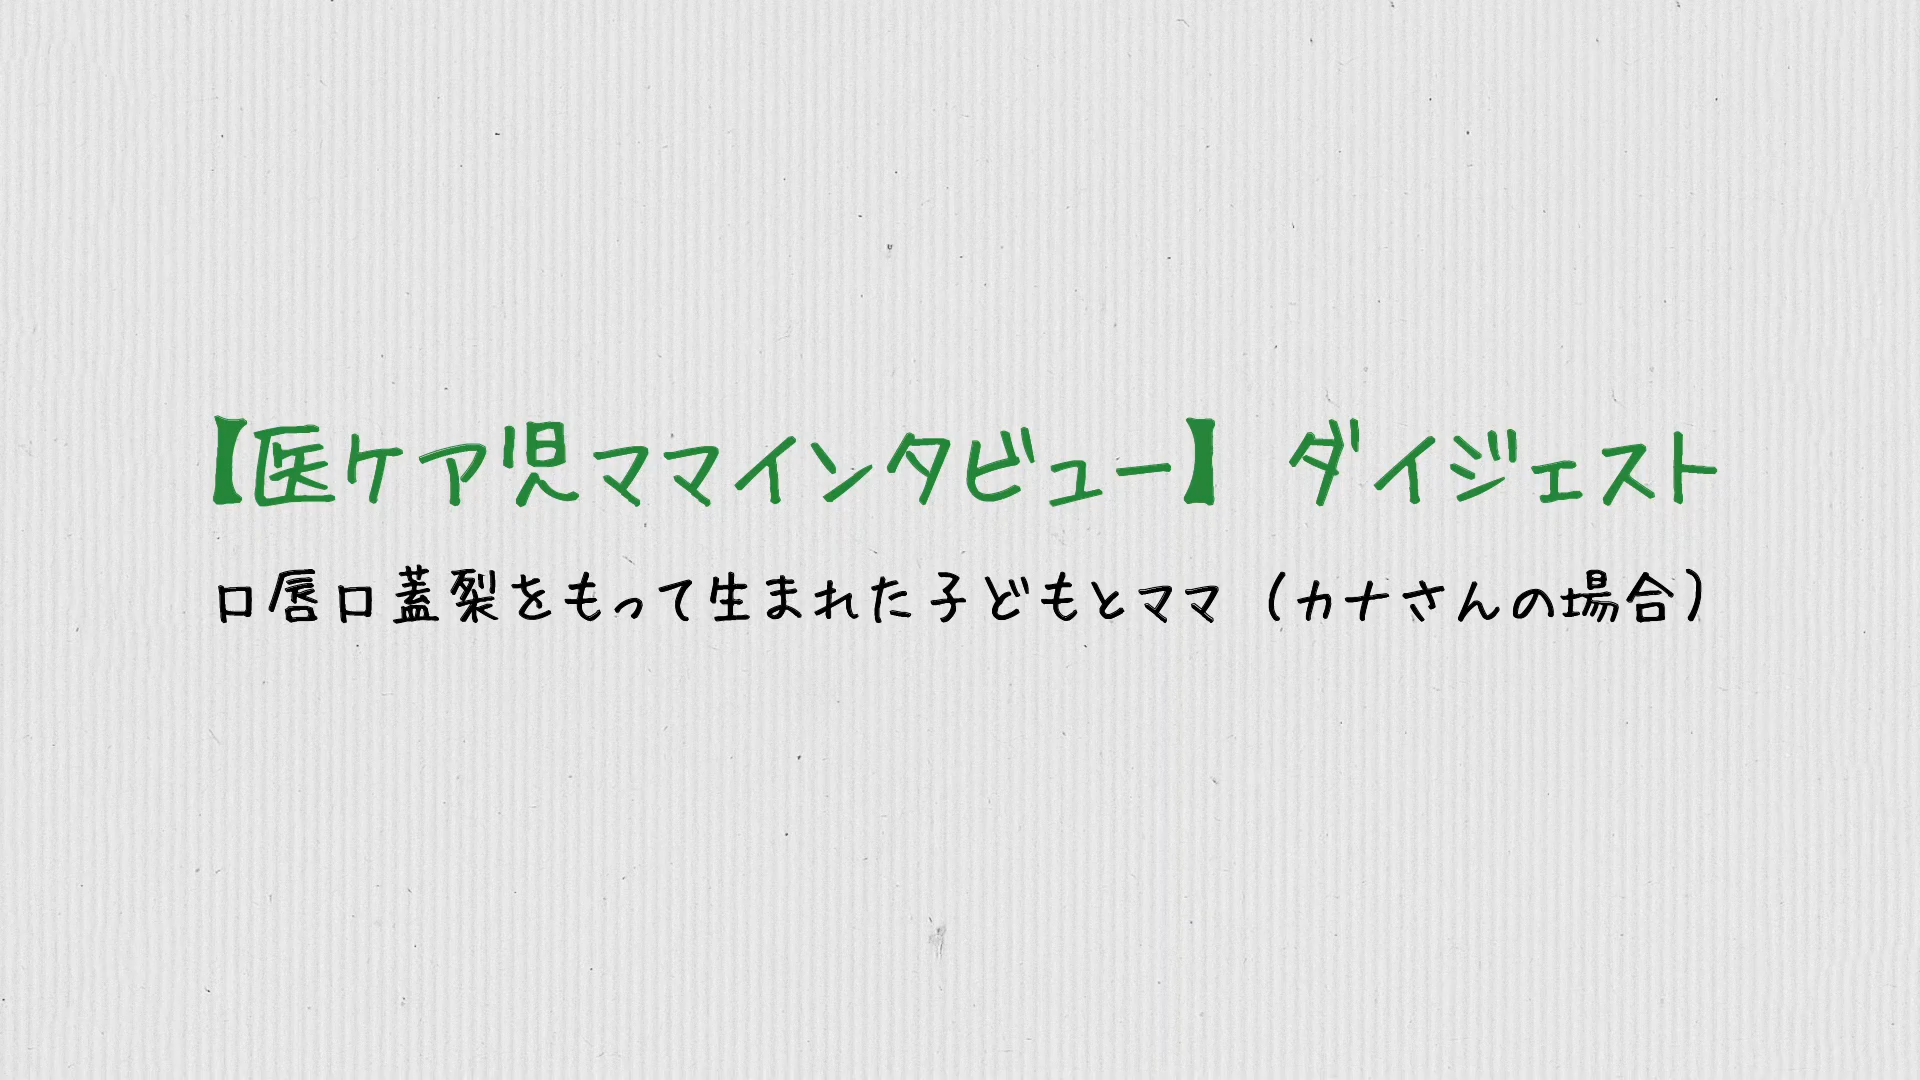 【医ケア児ママインタビュー】 ダイジェスト
口唇口蓋裂をもって生まれた子どもとママ（カナさんの場合）